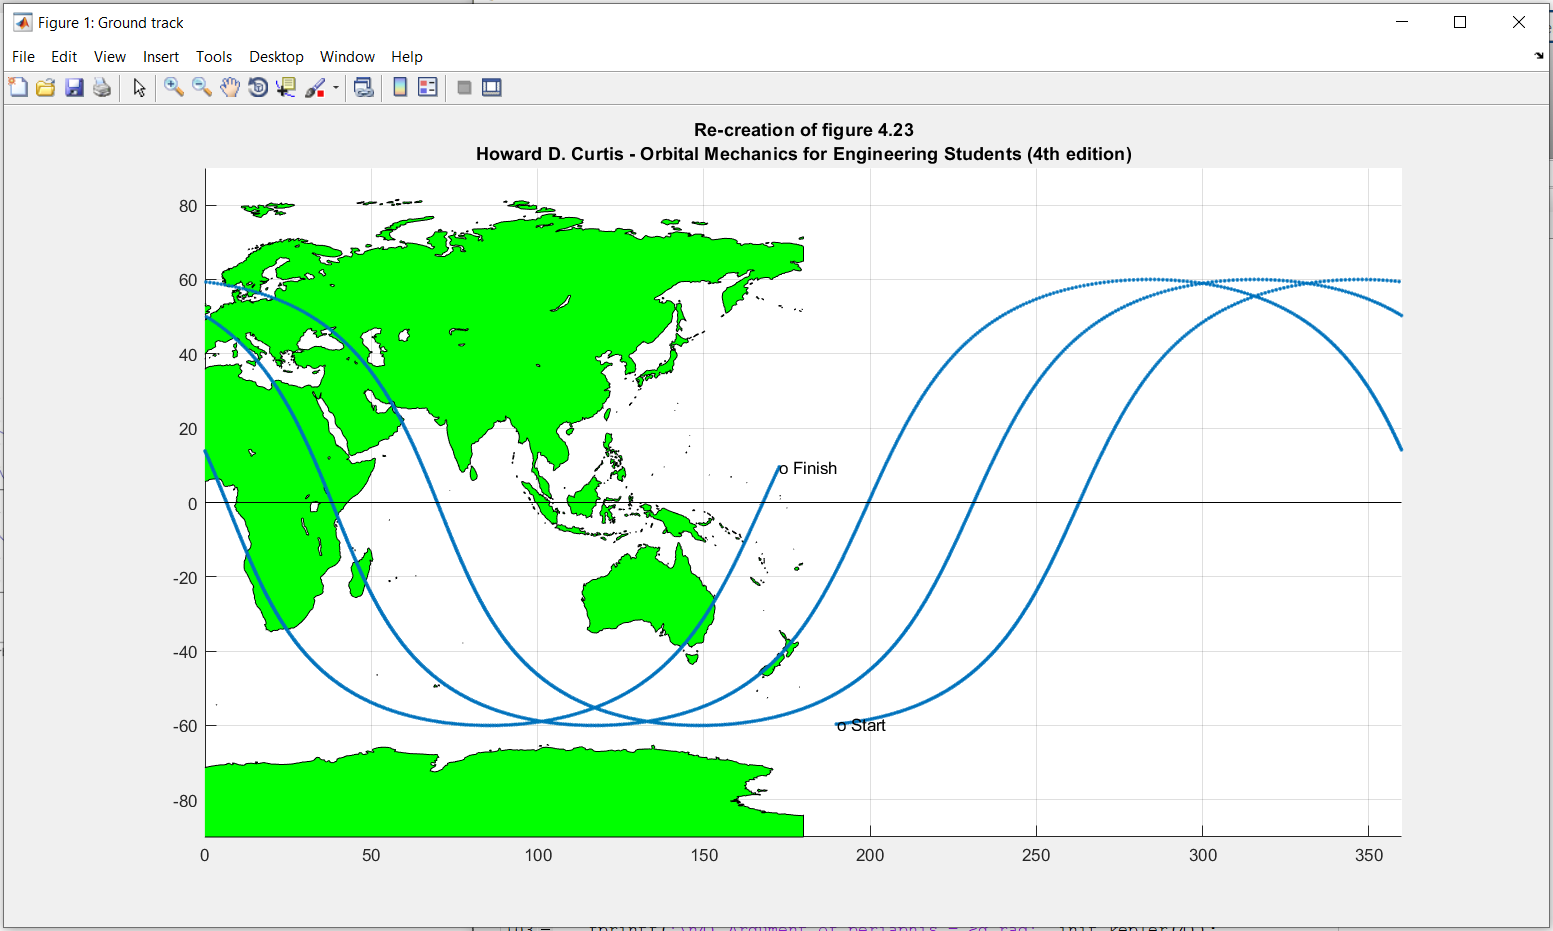 Figure 1: Ground track
File Edit View Insert Tools Desktop Window Help
Re-creation of figure 4.23
Howard D. Curtis - Orbital Mechanics for Engineering Students (4th edition)
80
60
40
20
0
-20
-40
-60
-80
o Finish
o Start
0 50 100 150 200 250 300 350